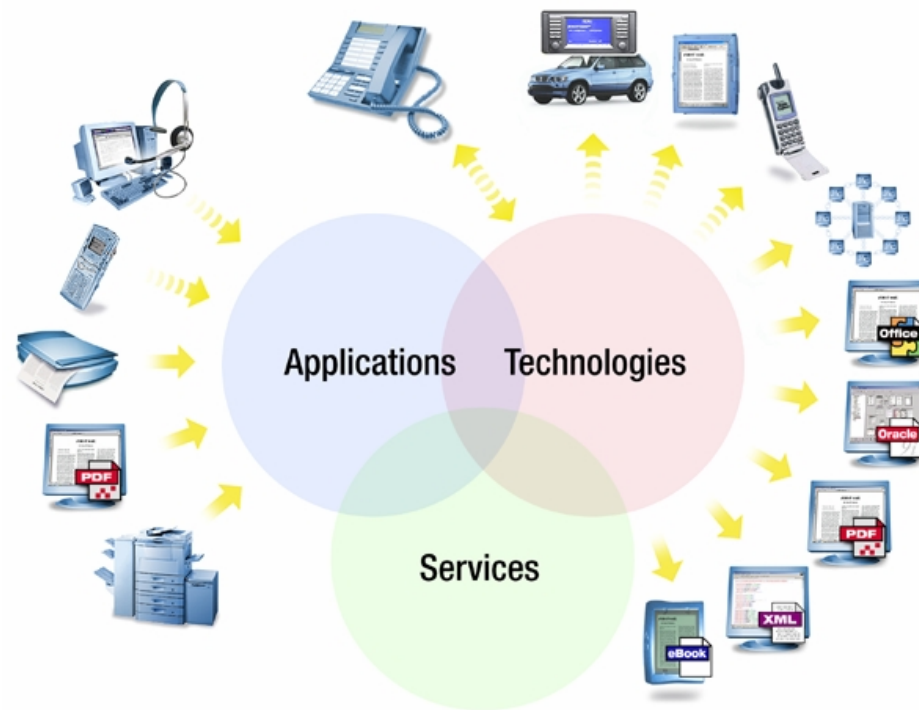 Applications
Technologies
Services
PDF
Office
Oracle
PDF
XML
eBook